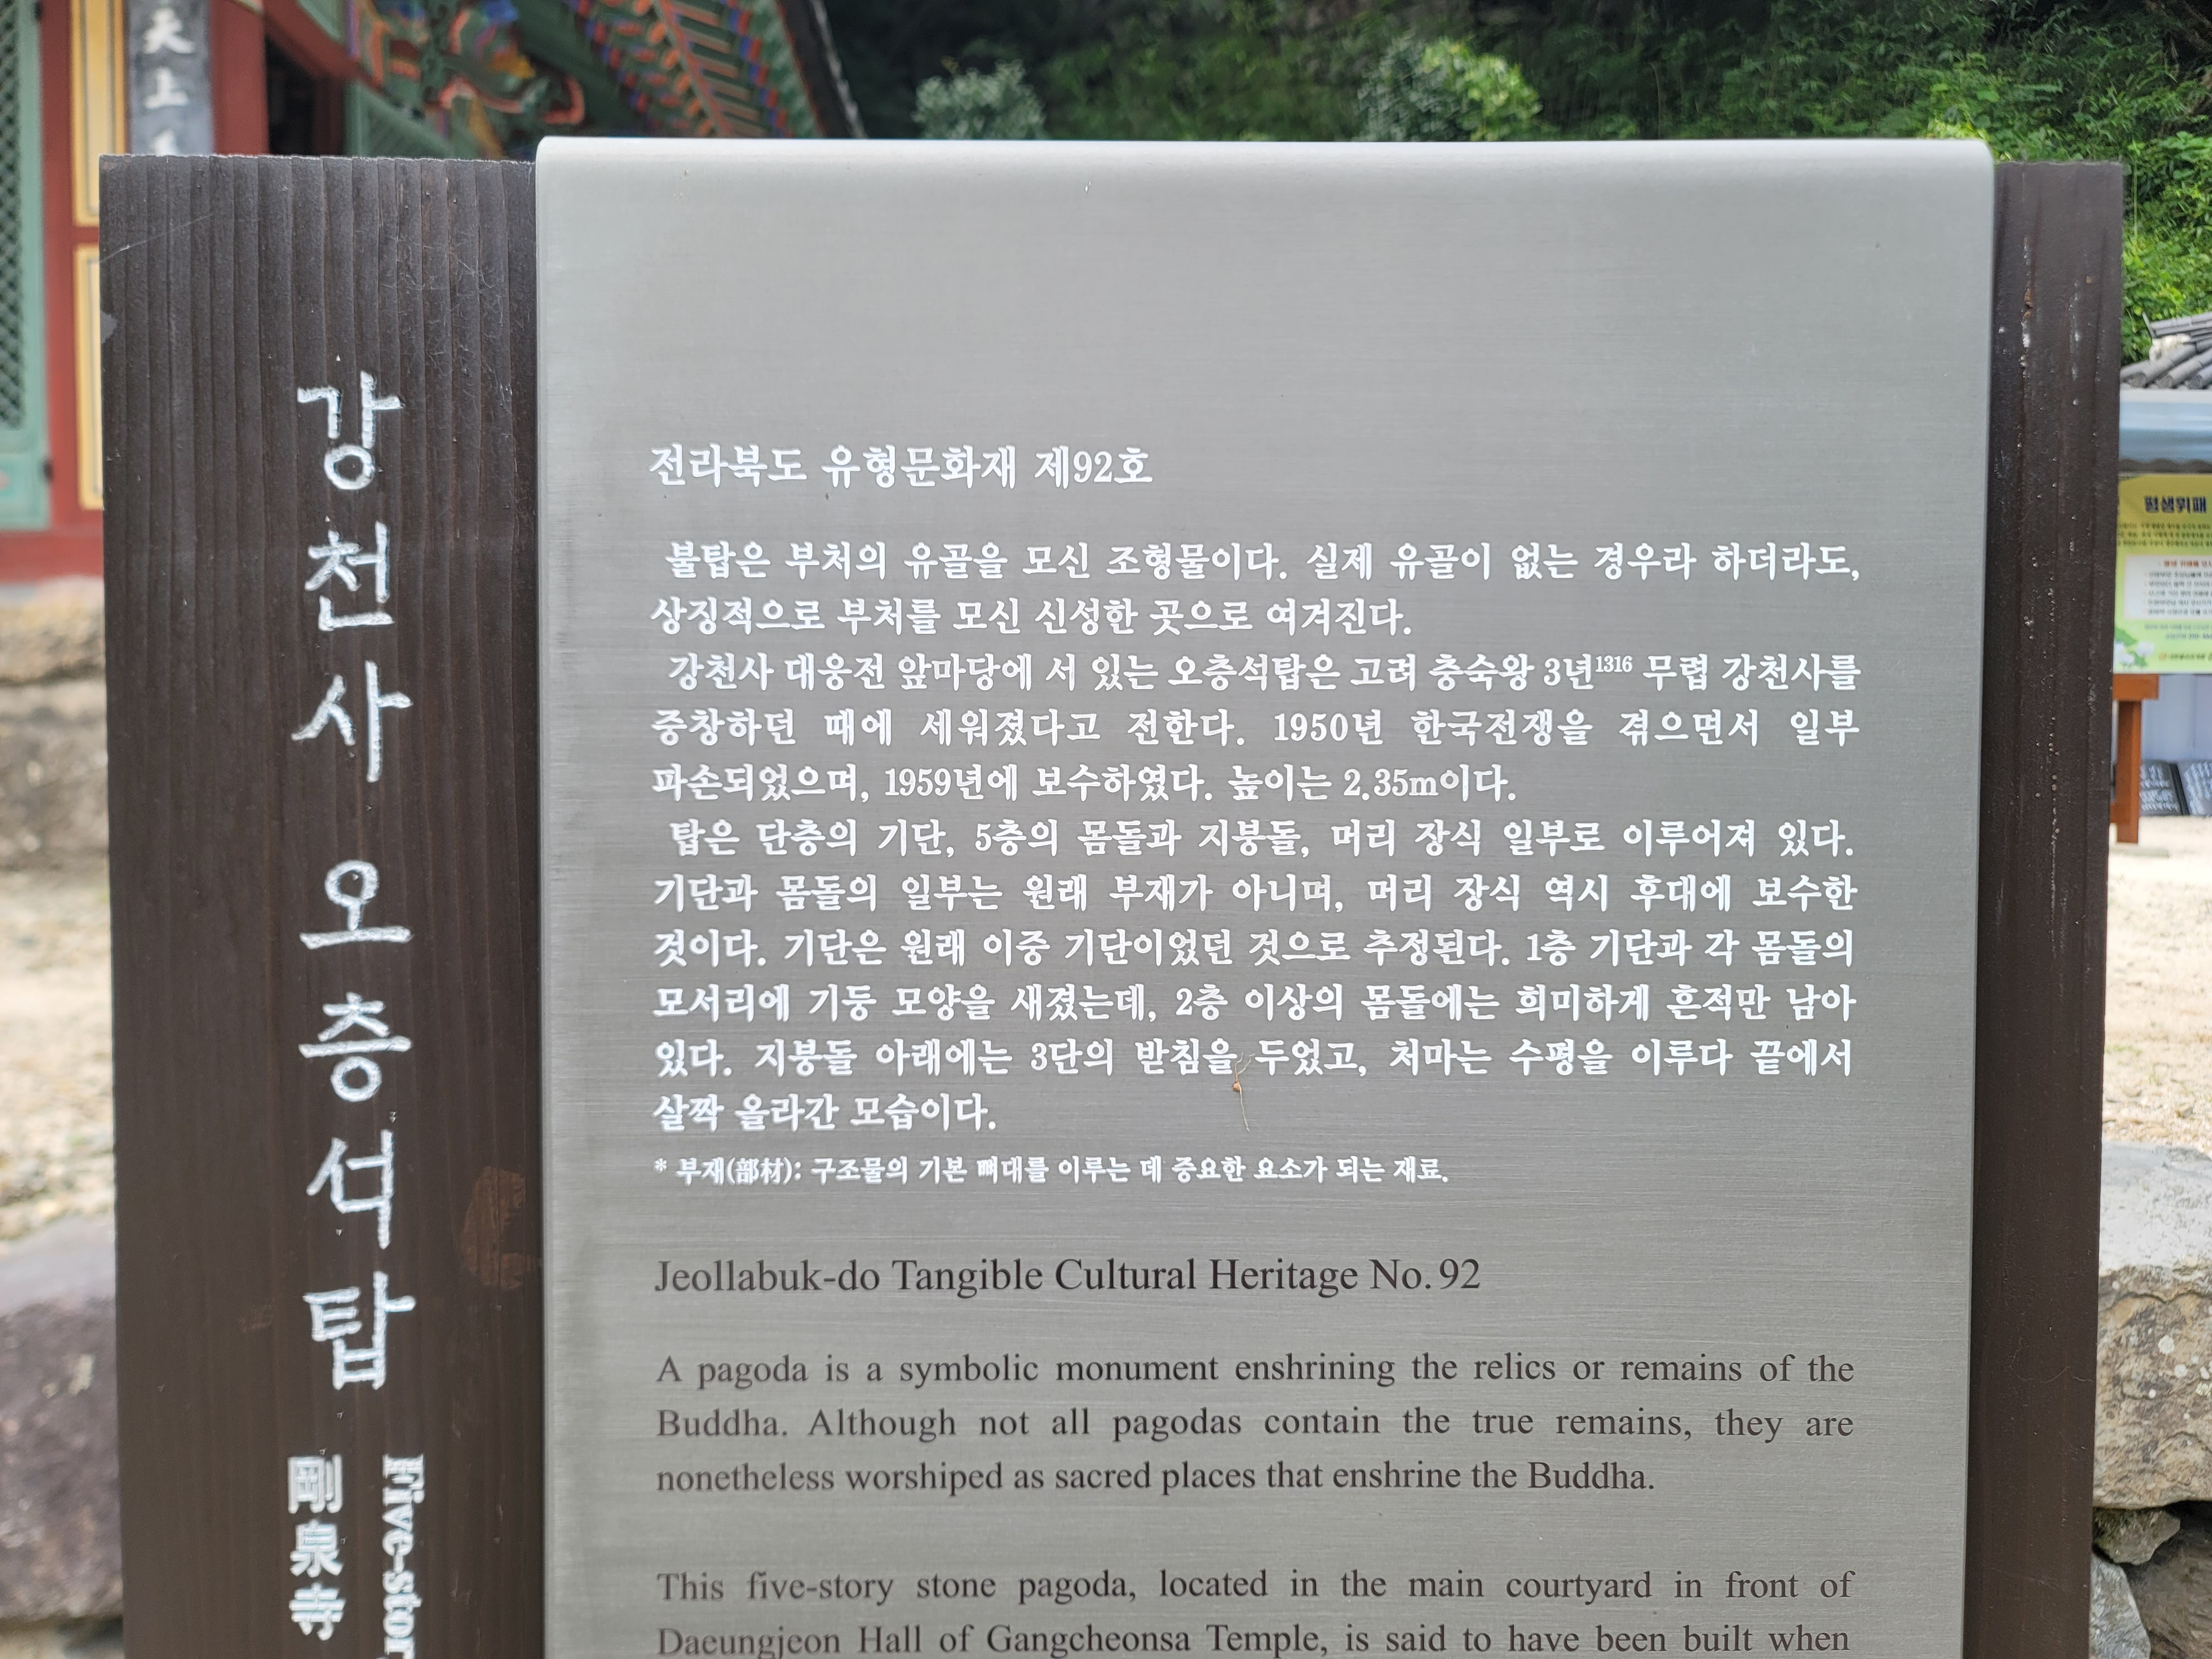 天上
강천사 오층석탑
剛泉寺
Five-stor
전라북도 유형문화재 제92호
불탑은 부처의 유골을 모신 조형물이다. 실제 유골이 없는 경우라 하더라도,
상징적으로 부처를 모신 신성한 곳으로 여겨진다.
강천사 대웅전 앞마당에 서 있는 오층석탑은 고려 충숙왕 3년1316 무렵 강천사를
중창하던 때에 세워졌다고 전한다. 1950년 한국전쟁을 겪으면서 일부
파손되었으며, 1959년에 보수하였다. 높이는 2.35m이다.
탑은 단층의 기단, 5층의 몸돌과 지붕돌, 머리 장식 일부로 이루어져 있다.
기단과 몸돌의 일부는 원래 부재가 아니며, 머리 장식 역시 후대에 보수한
것이다. 기단은 원래 이중 기단이었던 것으로 추정된다. 1층 기단과 각 몸돌의
모서리에 기둥 모양을 새겼는데, 2층 이상의 몸돌에는 희미하게 흔적만 남아
있다. 지붕돌 아래에는 3단의 받침을 두었고, 처마는 수평을 이루다 끝에서
살짝 올라간 모습이다.
* 부재(部材): 구조물의 기본 뼈대를 이루는 데 중요한 요소가 되는 재료.
Jeollabuk-do Tangible Cultural Heritage No. 92
A pagoda is a symbolic monument enshrining the relics or remains of the
Buddha. Although not all pagodas contain the true remains, they are
nonetheless worshiped as sacred places that enshrine the Buddha.
This five-story stone pagoda, located in the main courtyard in front of
Daeungjeon Hall of Gangcheonsa Temple, is said to have been built when
평생위패